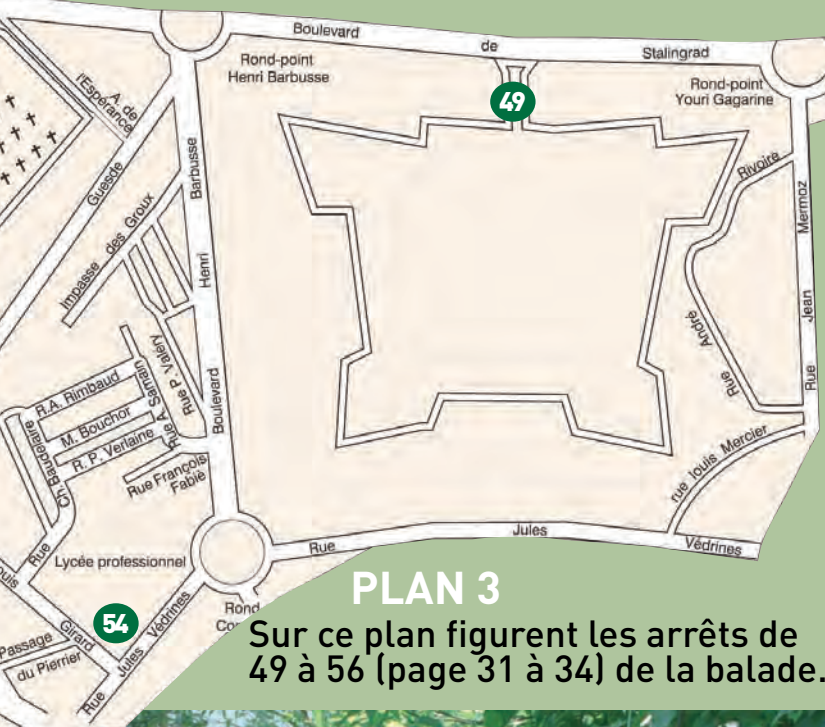 Boulevard de Stalingrad
Rond-point
Henri Barbusse
49
Rond-point
Youri Gagarine
A. de
l'Espérance
Guesde
Impasse des Groux
Boulevard Henri Barbusse
Rivoire
Rue André
Rue Jean Mermoz
rue louis Mercier
R.A. Rimbaud
M. Bouchor
R. P. Verlaine
Rue A. Samain
Rue P. Valéry
Rue Ch. Baudelaire
Rue François
Fabiè
Lycée professionnel
Rue Jules Védrines
Rond
54
Girard
Passage
du Pierrier
Rue Jules Védrines
PLAN 3
Sur ce plan figurent les arrêts de
49 à 56 (page 31 à 34) de la balade.